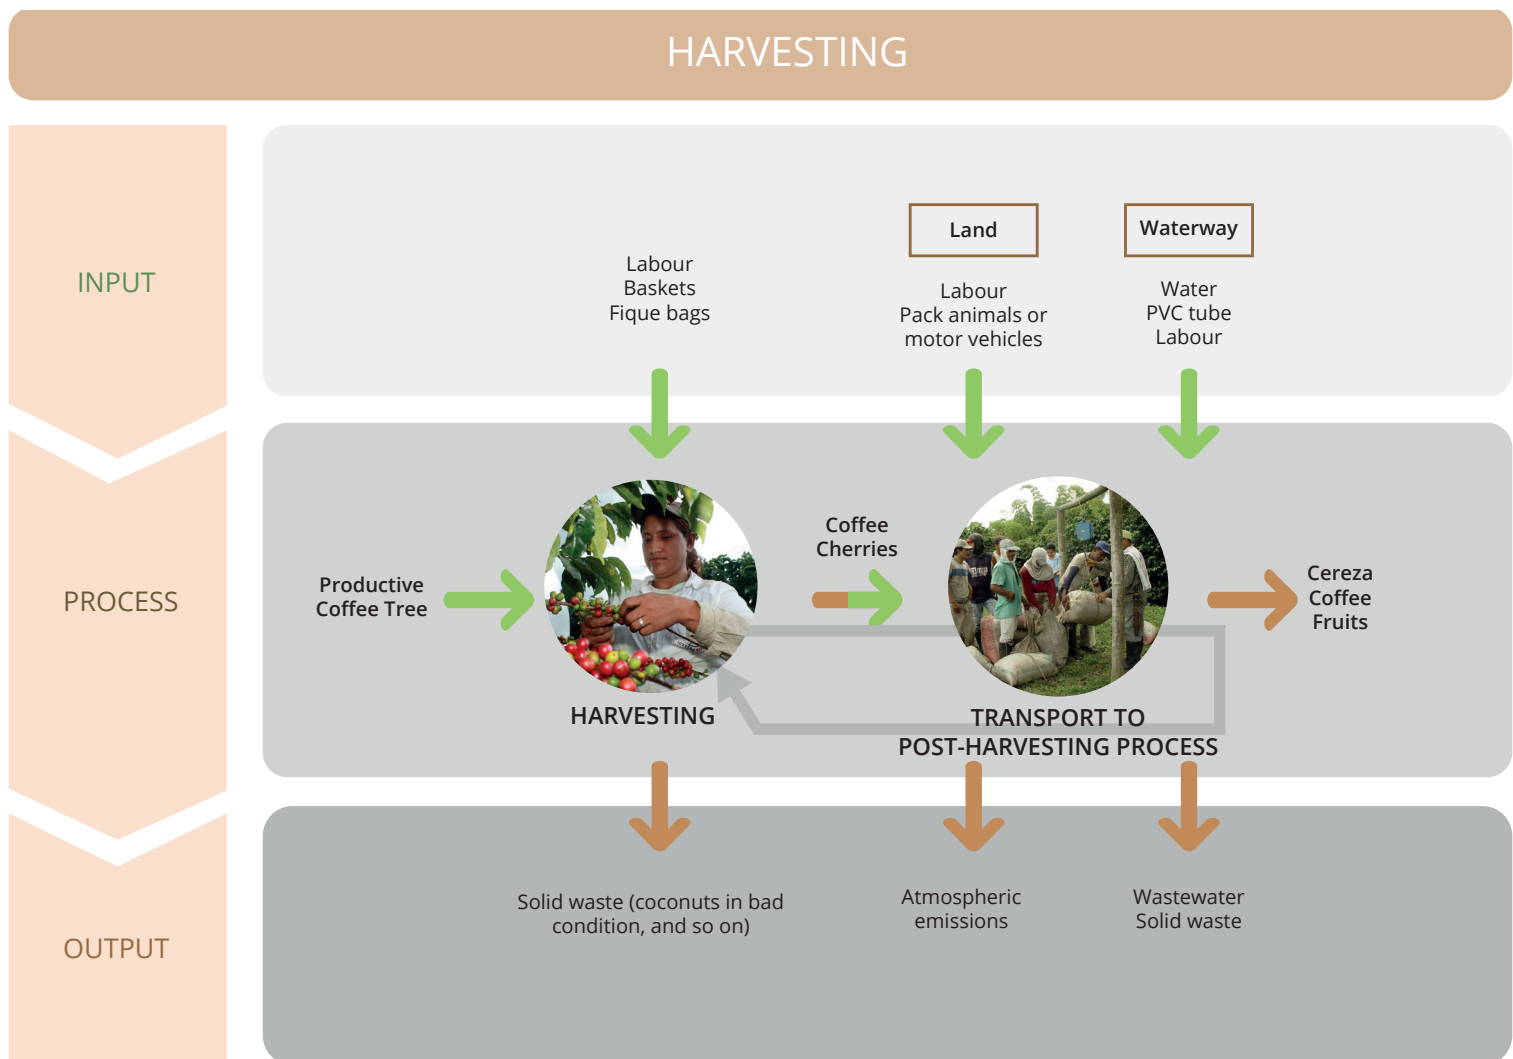 HARVESTING
INPUT
Labour
Baskets
Fique bags
Land
Labour
Pack animals or
motor vehicles
Waterway
Water
PVC tube
Labour
PROCESS
Productive
Coffee Tree
HARVESTING
Coffee
Cherries
TRANSPORT TO
POST-HARVESTING PROCESS
Cereza
Coffee
Fruits
OUTPUT
Solid waste (coconuts in bad
condition, and so on)
Atmospheric
emissions
Wastewater
Solid waste